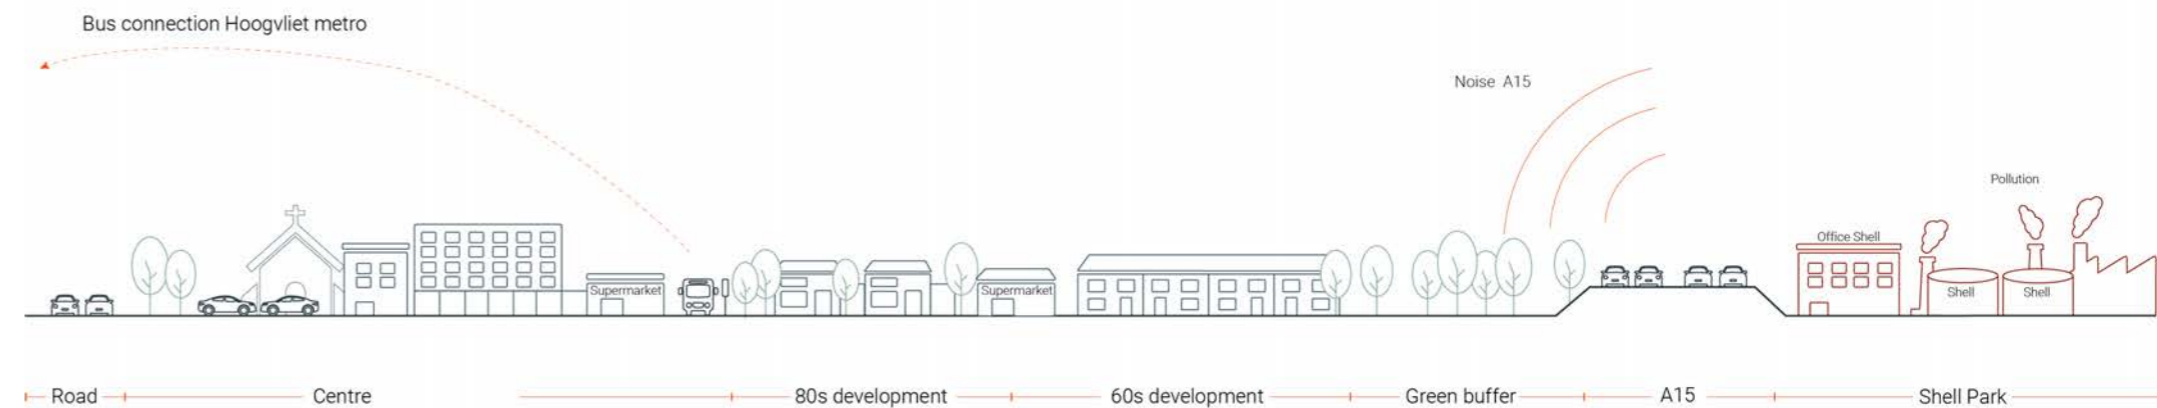 Bus connection Hoogvliet metro
Noise A15
Pollution
Office Shell
Supermarket
Supermarket
Shell
Shell
Road
Centre
80s development
60s development
Green buffer
A15
Shell Park